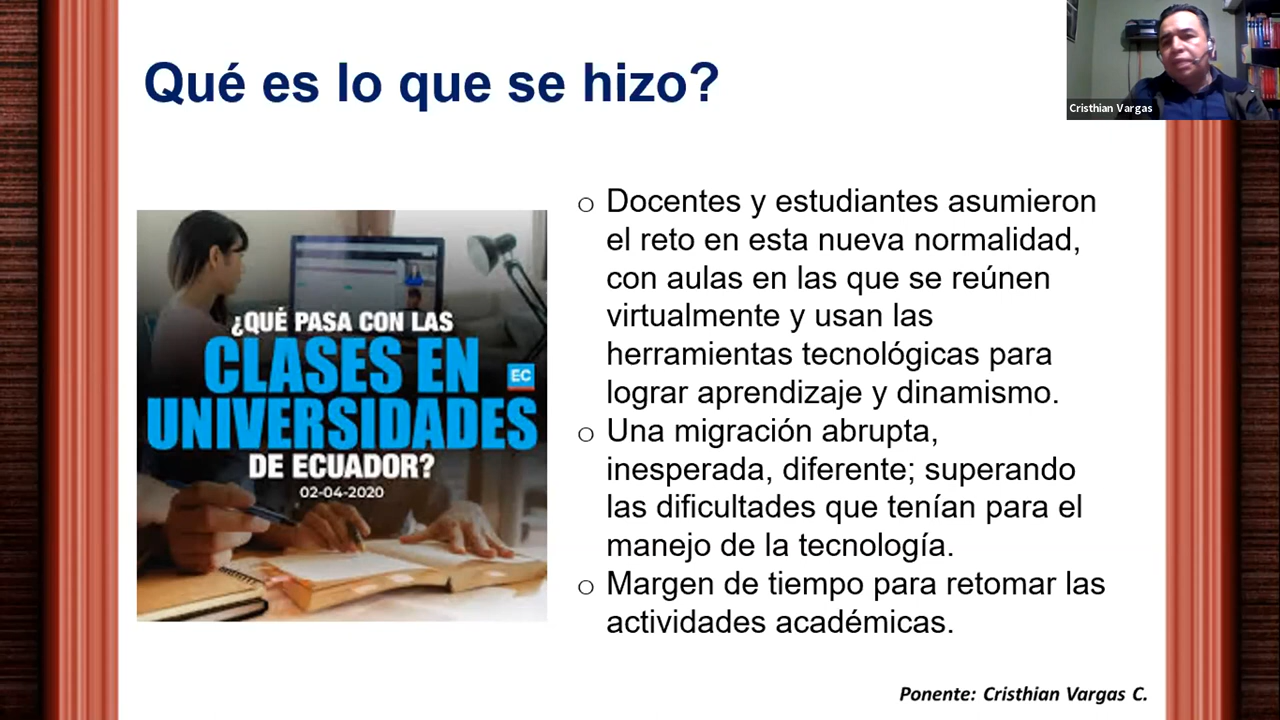 Qué es lo que se hizo?
Cristhian Vargas
¿QUÉ PASA CON LAS
CLASES EN
EC
UNIVERSIDADES
DE ECUADOR?
02-04-2020
o Docentes y estudiantes asumieron
el reto en esta nueva normalidad,
con aulas en las que se reúnen
virtualmente y usan las
herramientas tecnológicas para
lograr aprendizaje y dinamismo.
o Una migración abrupta,
inesperada, diferente; superando
las dificultades que tenían para el
manejo de la tecnología.
o Margen de tiempo para retomar las
actividades académicas.
Ponente: Cristhian Vargas C.